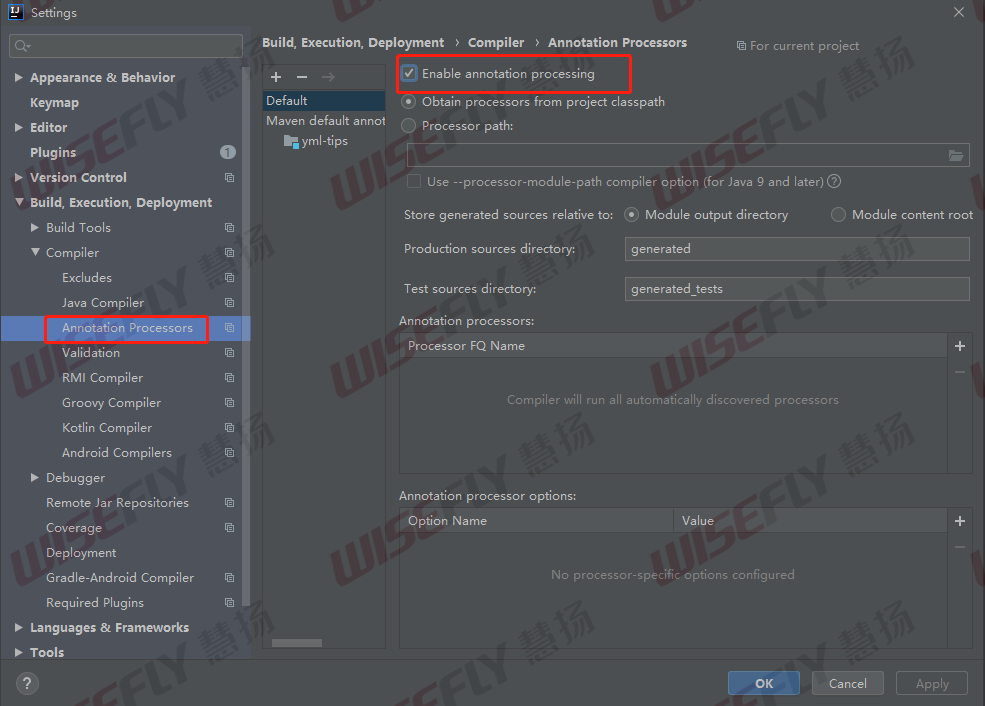 Settings
Build, Execution, Deployment › Compiler › Annotation Processors
For current project
Appearance & Behavior
Keymap
Editor
Plugins
1
Version Control
Build, Execution, Deployment
Build Tools
Compiler
Excludes
Java Compiler
Annotation Processors
Validation
RMI Compiler
Groovy Compiler
Kotlin Compiler
Android Compilers
Debugger
Remote Jar Repositories
Coverage
Deployment
Gradle-Android Compiler
Required Plugins
Languages & Frameworks
Tools
Default
Maven default annot
yml-tips
Enable annotation processing
Obtain processors from project classpath
Processor path:
Use --processor-module-path compiler option (for Java 9 and later)
Store generated sources relative to: Module output directory Module content root
Production sources directory: generated
Test sources directory: generated_tests
Annotation processors:
Processor FQ Name
Compiler will run all automatically discovered processors
Annotation processor options:
Option Name Value
No processor-specific options configured
OK Cancel Apply
WISEFLY 慧扬